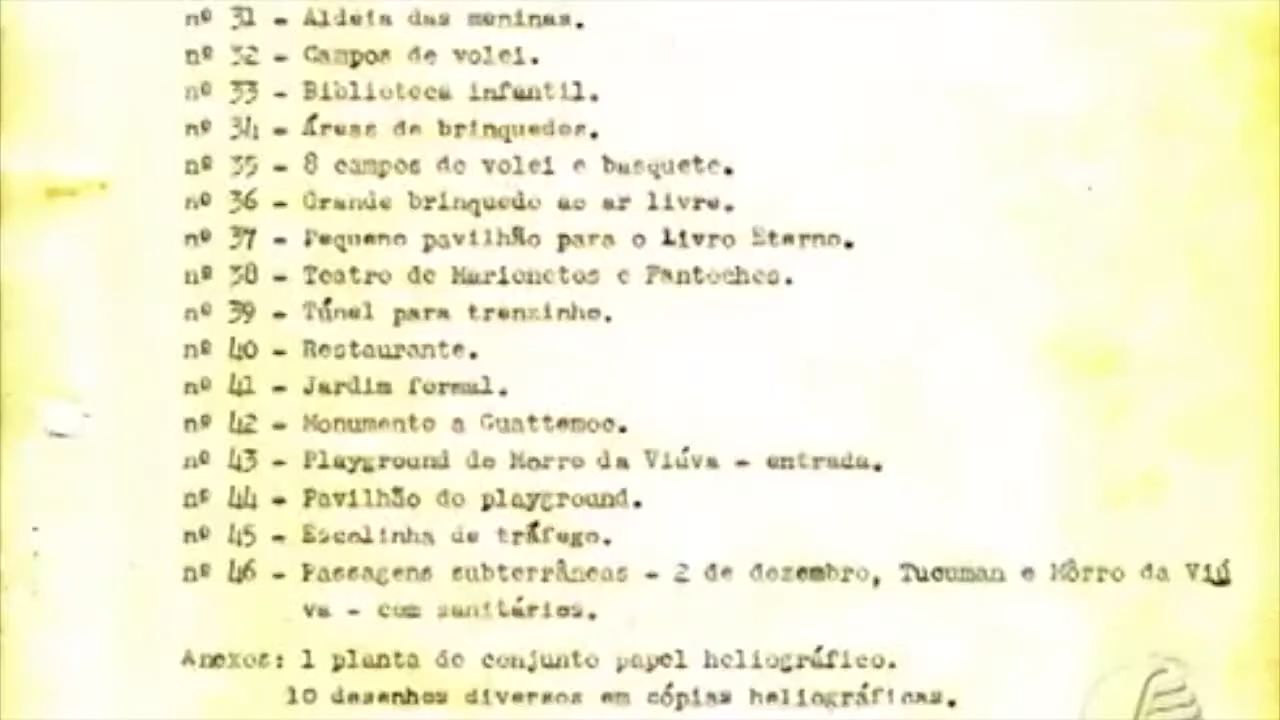 nº 31 - Aldeia das meninas.
nº 32 - Campos de volei.
nº 33 - Biblioteca infantil.
nº 34 - Áreas de brinquedos.
nº 35 - 8 campos de volei e basquete.
nº 36 - Grande brinquedo ao ar livre.
nº 37 - Pequeno pavilhão para o livro Eterno.
nº 38 - Teatro de Marionetos e Fantoches.
nº 39 - Túnel para trenzinho.
nº 40 - Restaurante.
nº 41 - Jardim formal.
nº 42 - Monumento a Guattemoc.
nº 43 - Playground do Morro da Viúva - entrada.
nº 44 - Pavilhão do playground.
nº 45 - Escolinha de tráfego.
nº 46 - Passagens subterrâneas - 2 de dezembro, Tucuman e Môrro da Viú
va - com sanitários.
Anexos: 1 planta de conjunto papel heliográfico.
10 desenhos diversos em cópias heliográficas.